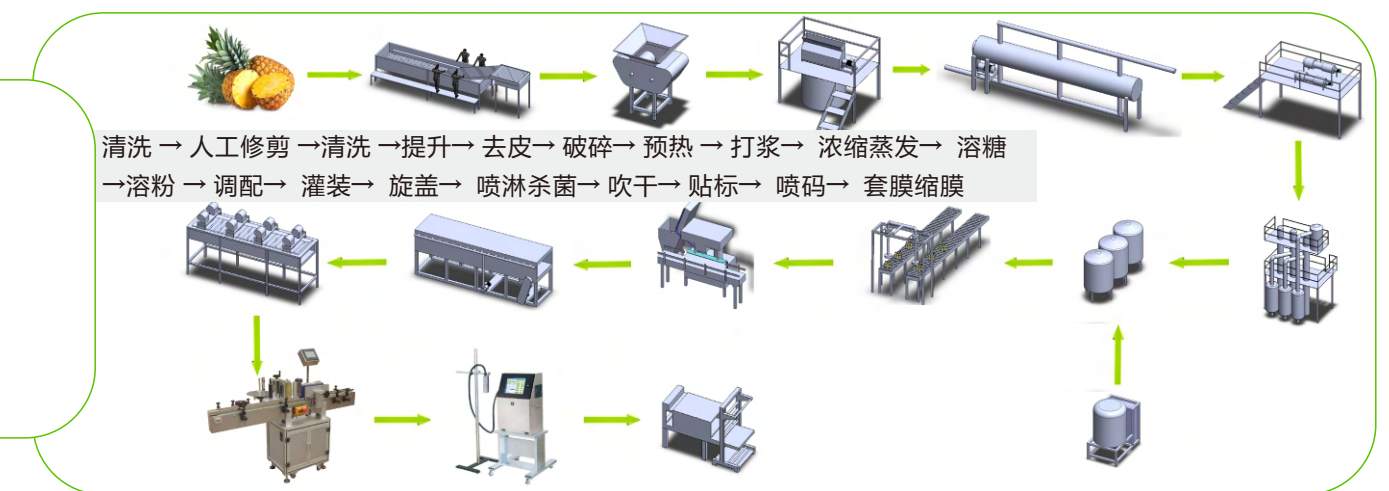 清洗 → 人工修剪 →清洗 →提升→ 去皮→ 破碎→ 预热 → 打浆→ 浓缩蒸发→ 溶糖
→溶粉 → 调配→ 灌装→ 旋盖→ 喷淋杀菌→ 吹干→ 贴标→ 喷码→ 套膜缩膜